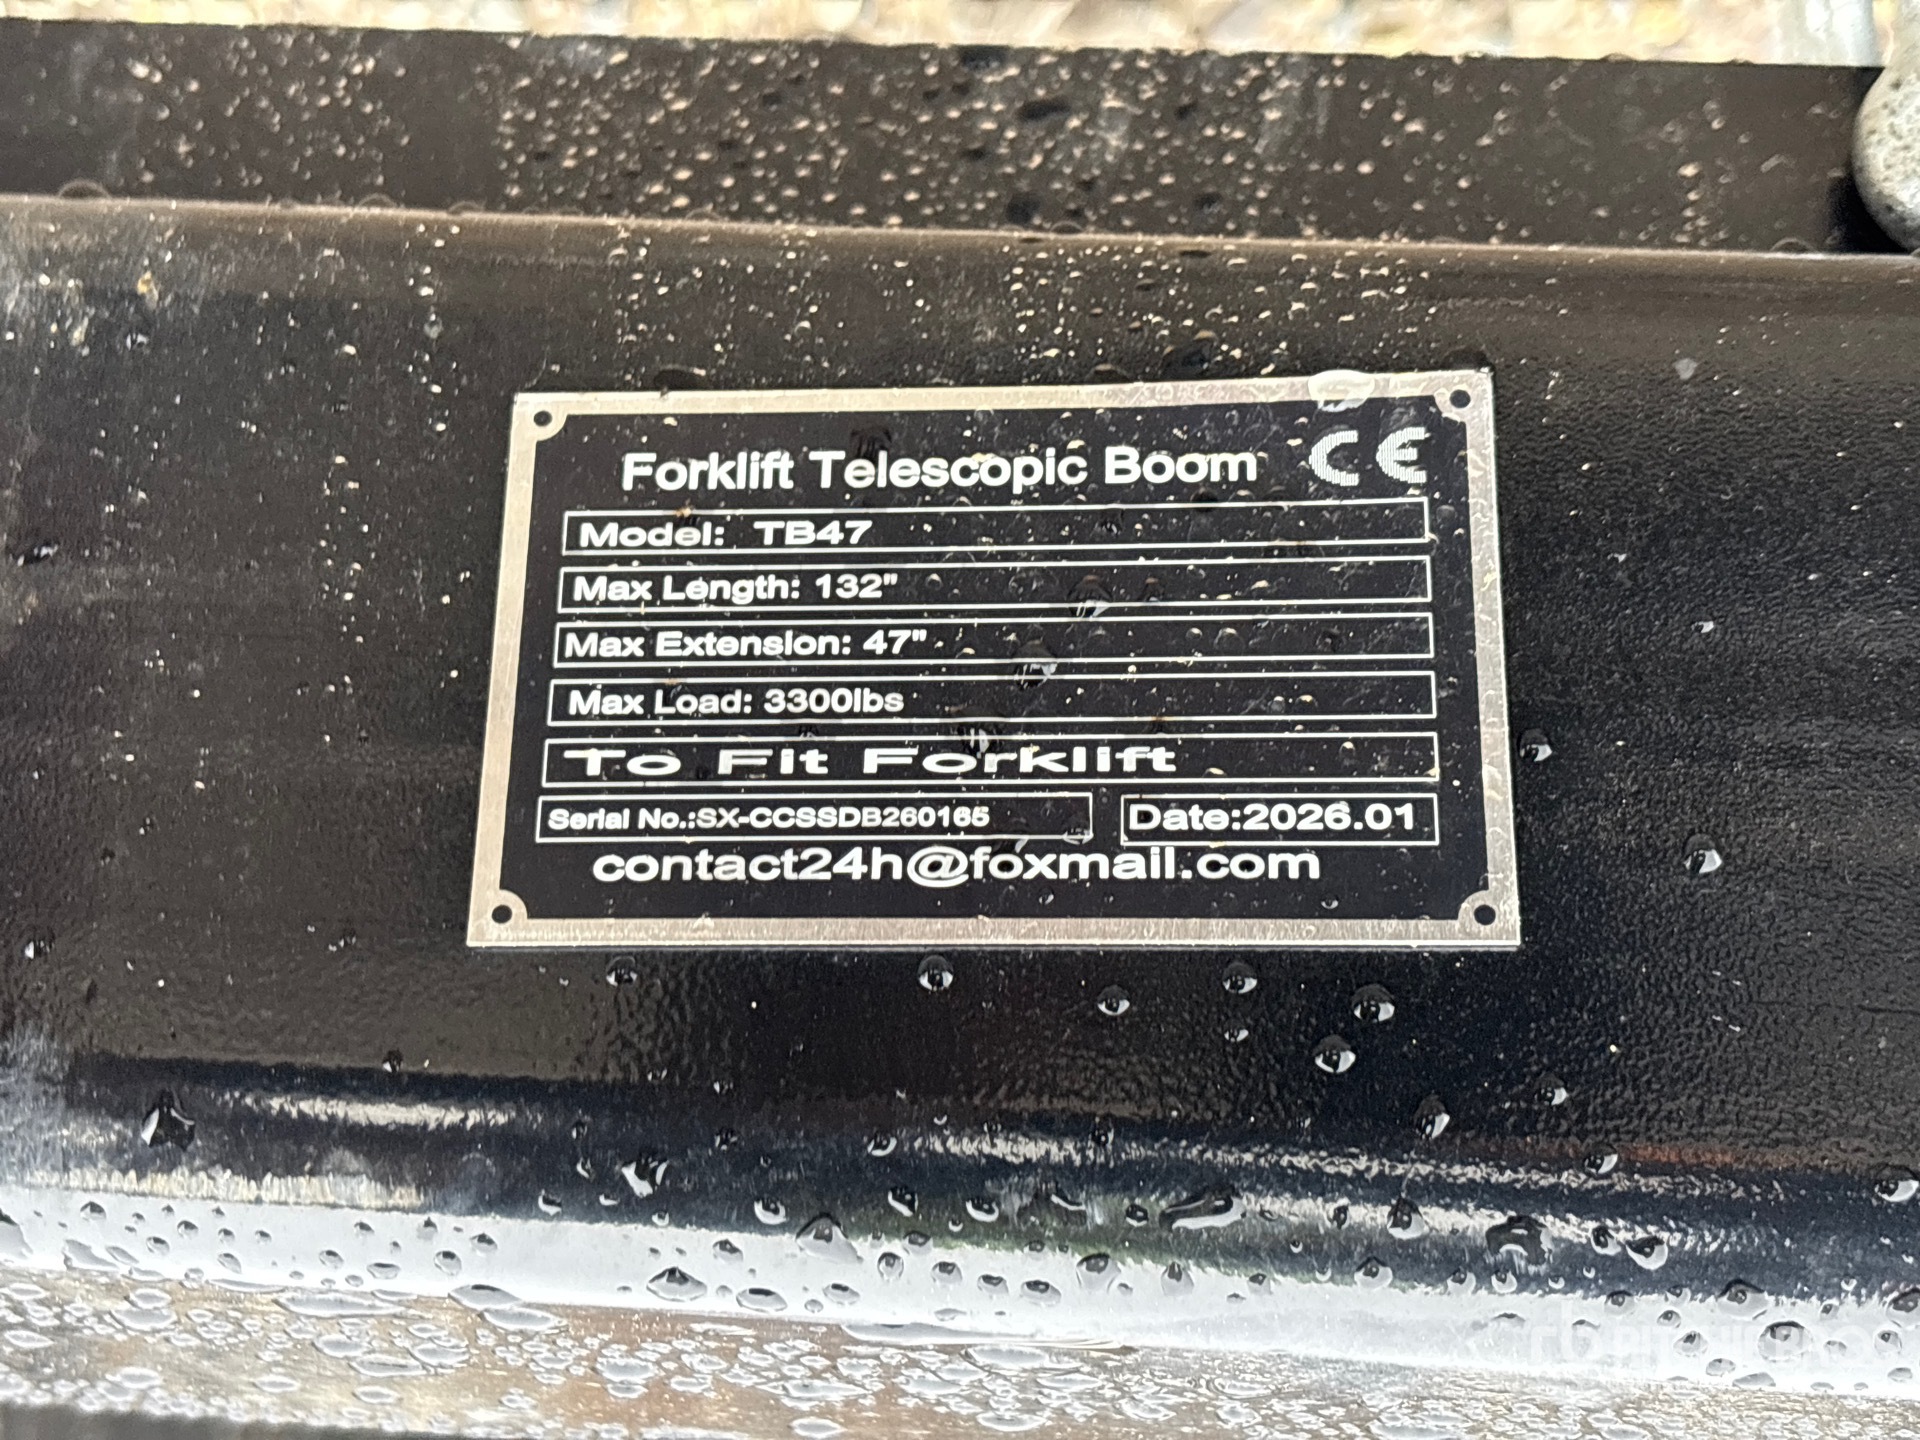 Forklift Telescopic Boom CE
Model: TB47
Max Length: 132"
Max Extension: 47"
Max Load: 3300lbs
To Fit Forklift
Serial No.:SX-CCSSDB260165 Date:2026.01
contact24h@foxmail.com